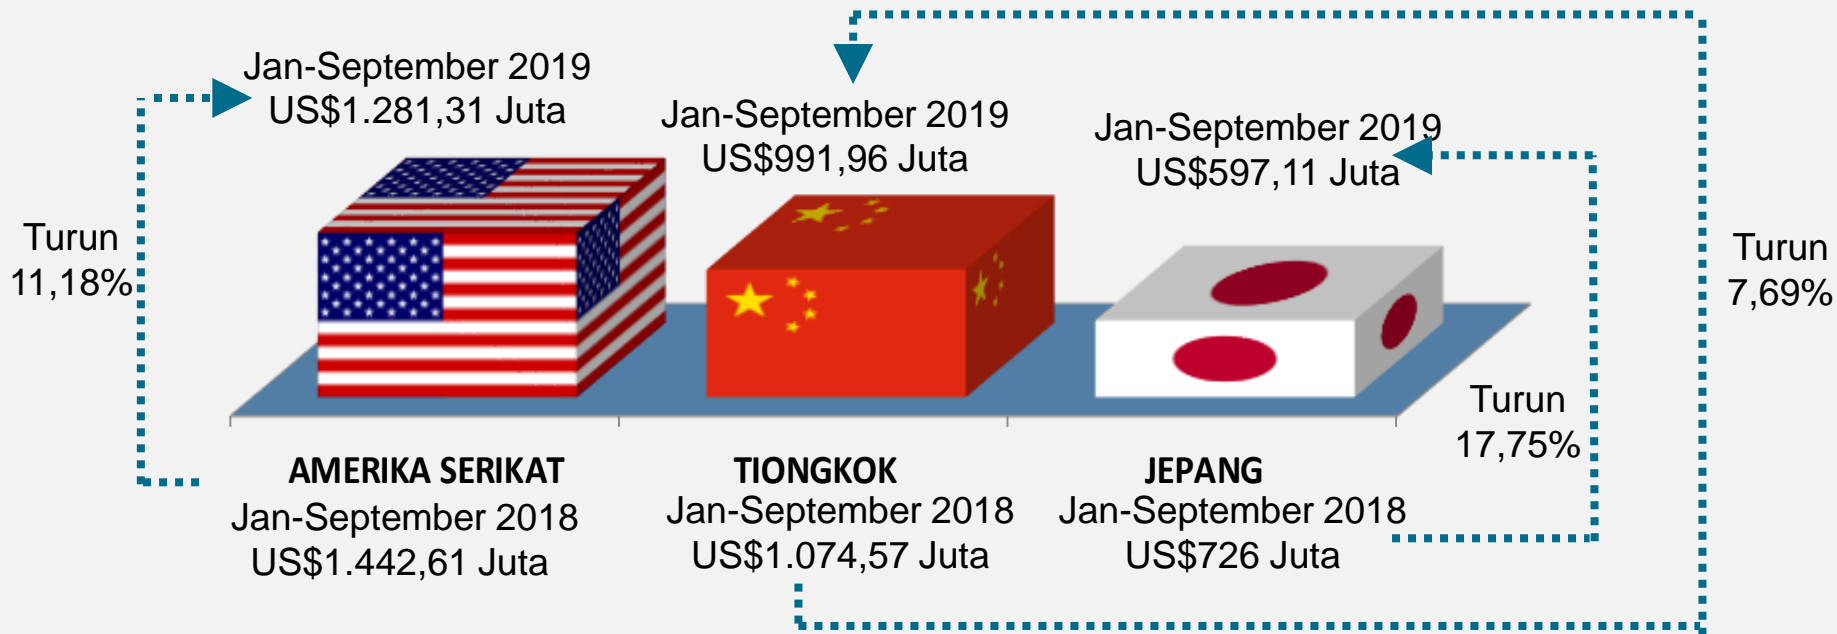 Jan-September 2019
US$1.281,31 Juta
Jan-September 2019
US$991,96 Juta
Jan-September 2019
US$597,11 Juta
Turun
11,18%
Turun
7,69%
Turun
17,75%
AMERIKA SERIKAT
Jan-September 2018
US$1.442,61 Juta
TIONGKOK
Jan-September 2018
US$1.074,57 Juta
JEPANG
Jan-September 2018
US$726 Juta